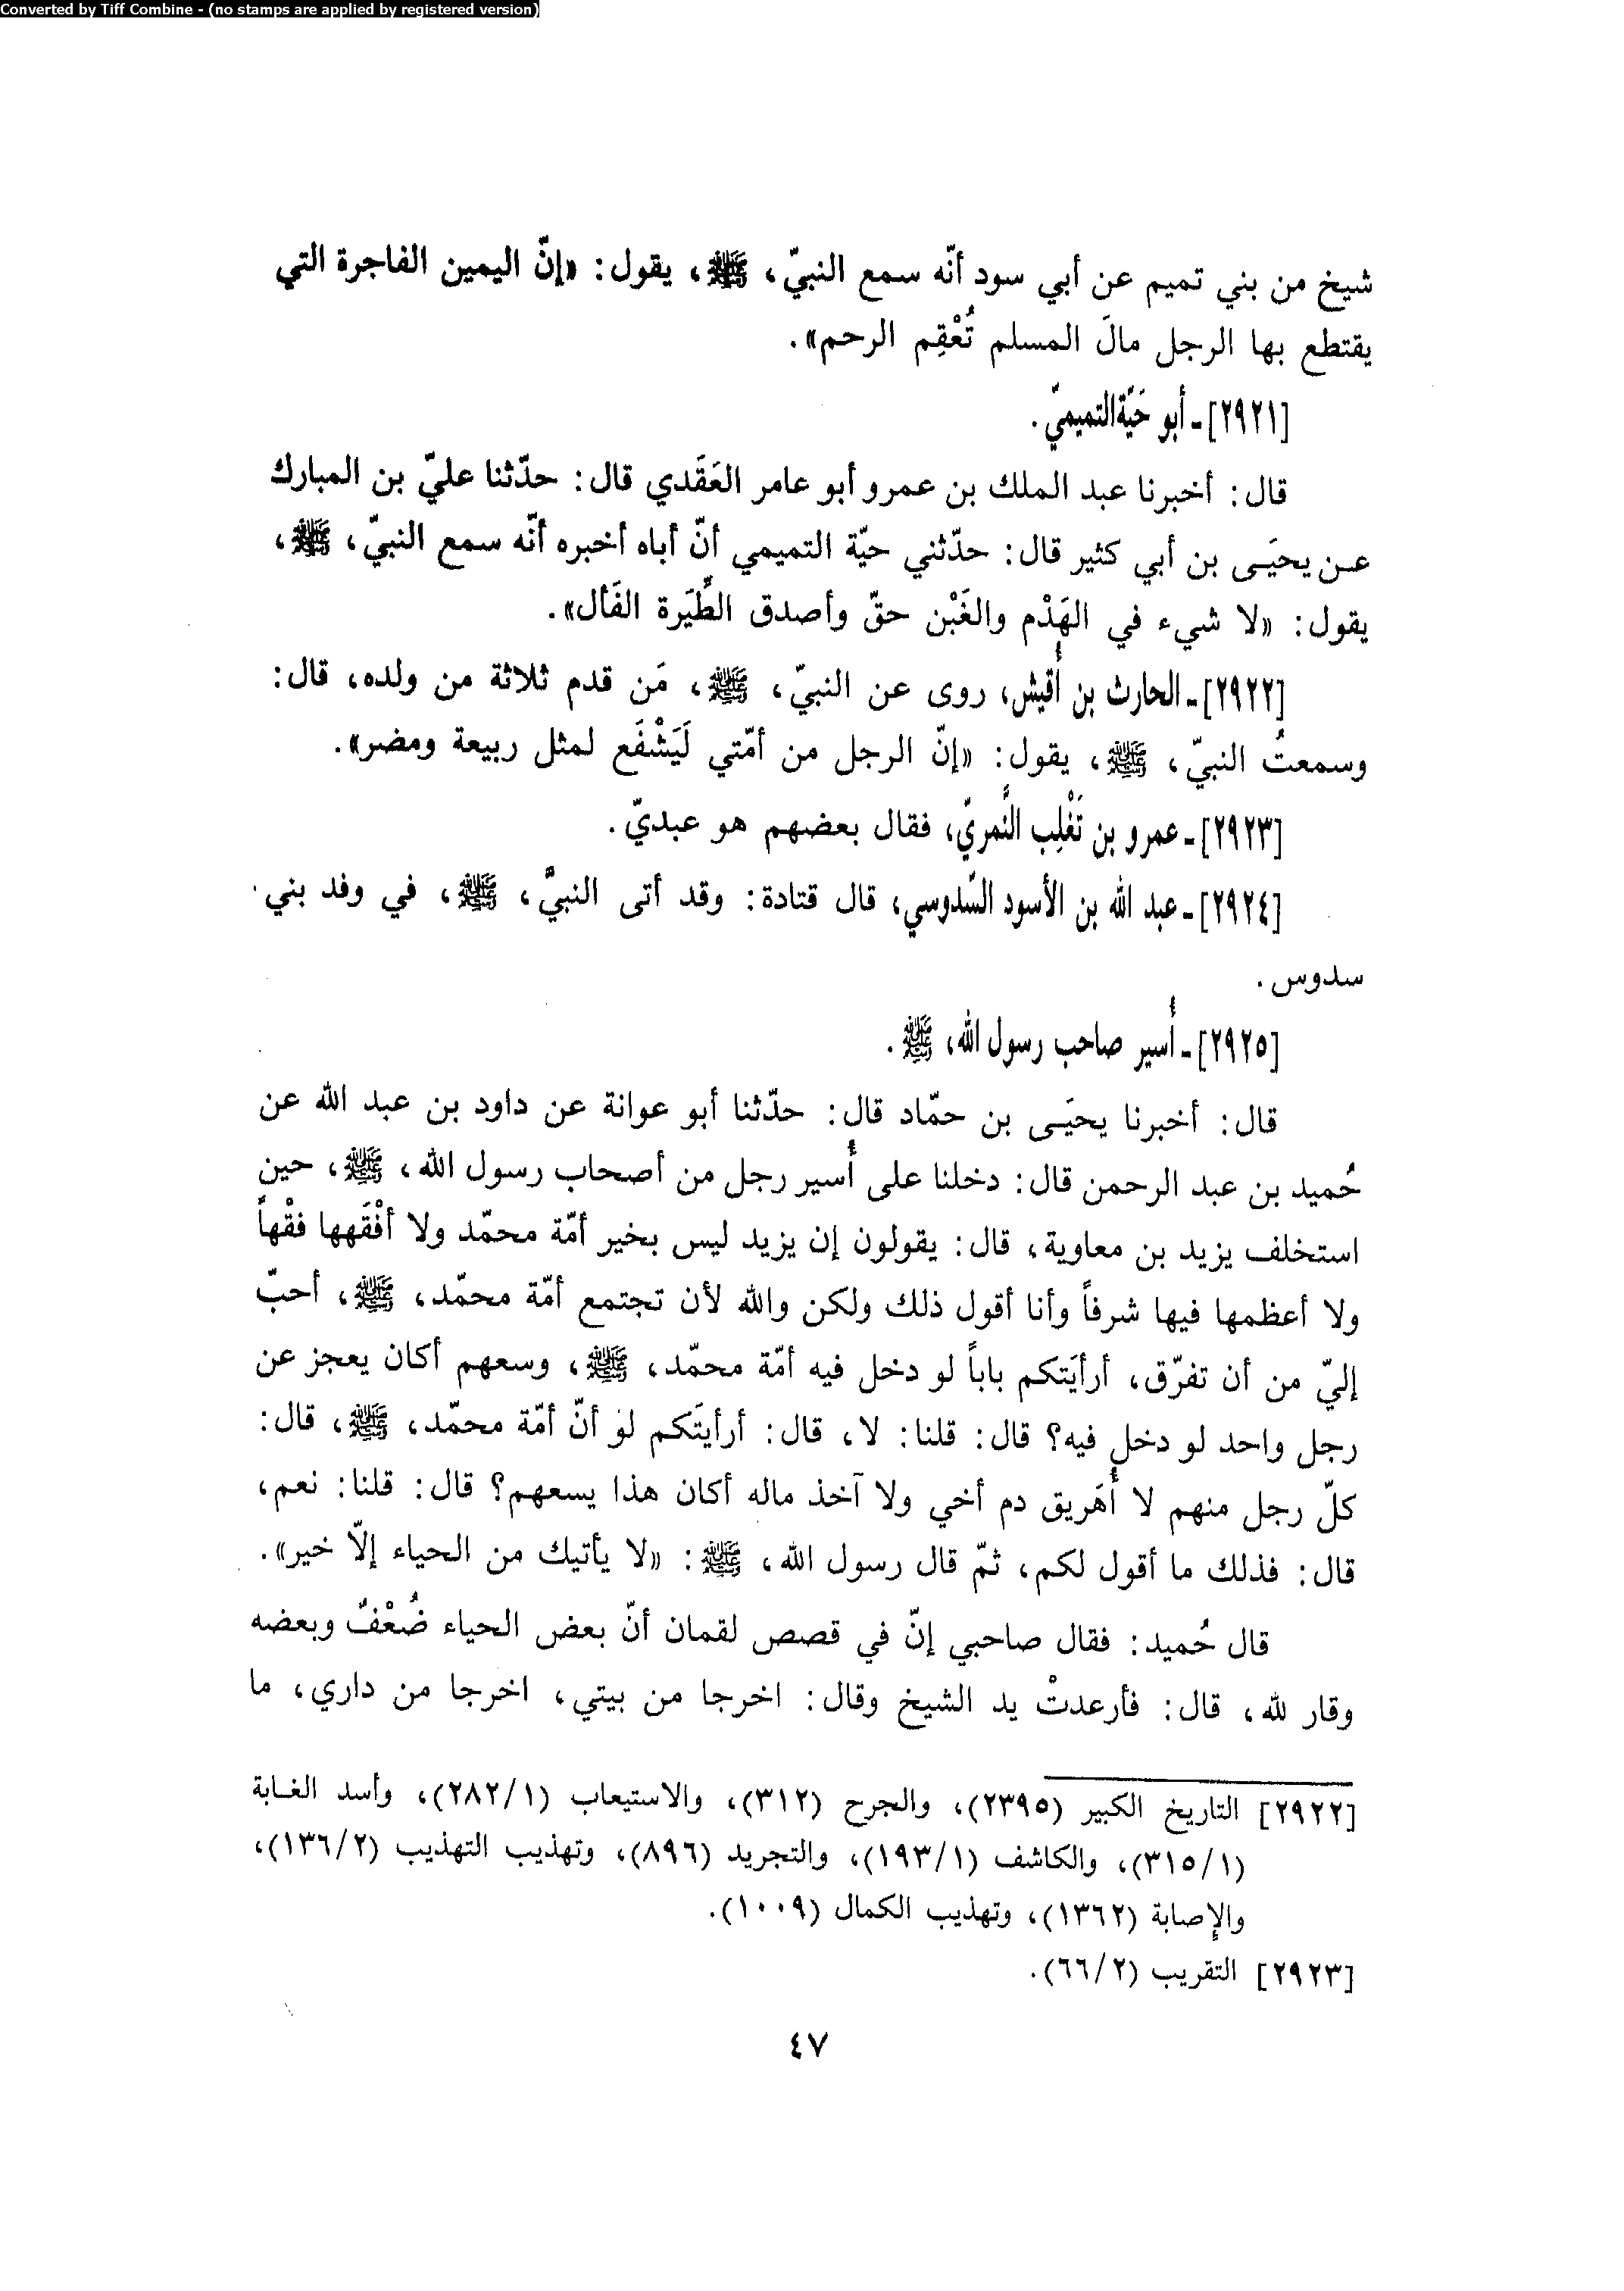 Converted by Tiff Combine - (no stamps are applied by registered version)
شيخ من بني تميم عن أبي سود أنّه سمع النبيّ، ﷺ، يقول: «إنّ اليمين الفاجرة التي
يقتطع بها الرجل مالَ المسلم تُعْقِم الرحم».
[٢٩٢١] ـ أبو حَيّة التميميّ.
قال: أخبرنا عبد الملك بن عمرو أبو عامر العَقَدي قال: حدّثنا عليّ بن المبارك
عـن يحيَـى بن أبي كثير قال: حدّثني حيّة التميمي أنّ أباه أخبره أنّه سمع النبيّ، ﷺ،
يقول: «لا شيء في الهَدْم والغَبْن حقّ وأصدق الطِّيَرة الفَأل».
[٢٩٢٢] ـ الحارث بن أُقيش، روى عن النبيّ، ﷺ، مَن قدم ثلاثة من ولده، قال:
وسمعتُ النبيّ، ﷺ، يقول: «إنّ الرجل من أمّتي لَيَشْفَع لمثل ربيعة ومضر».
[٢٩٢٣] ـ عمرو بن تَغْلِب النَّمريّ، فقال بعضهم هو عبديّ.
[٢٩٢٤] ـ عبد الله بن الأسود السّدوسي، قال قتادة: وقد أتى النبيَّ، ﷺ، في وفد بني
سدوس.
[٢٩٢٥] ـ أُسير صاحب رسول الله، ﷺ.
قال: أخبرنا يحيَـى بن حمّاد قال: حدّثنا أبو عوانة عن داود بن عبد الله عن
حُميد بن عبد الرحمن قال: دخلنا على أُسير رجل من أصحاب رسول الله، ﷺ، حين
استخلف يزيد بن معاوية، قال: يقولون إن يزيد ليس بخير أمّة محمّد ولا أفْقَهها فقْهاً
ولا أعظمها فيها شرفاً وأنا أقول ذلك ولكن والله لأن تجتمع أمّة محمّد، ﷺ، أحبّ
إليّ من أن تفرّق، أرأيَتكم باباً لو دخل فيه أمّة محمّد، ﷺ، وسعهم أكان يعجز عن
رجل واحد لو دخل فيه؟ قال: قلنا: لا، قال: أرأيتَكم لو أنّ أمّة محمّد، ﷺ، قال:
كلّ رجل منهم لا أُهَريق دم أخي ولا آخذ ماله أكان هذا يسعهم؟ قال: قلنا: نعم،
قال: فذلك ما أقول لكم، ثمّ قال رسول الله، ﷺ: «لا يأتيك من الحياء إلاّ خير».
قال حُميد: فقال صاحبي إنّ في قصص لقمان أنّ بعض الحياء ضُعْفٌ وبعضه
وقار لله، قال: فأرعدتْ يد الشيخ وقال: اخرجا من بيتي، اخرجا من داري، ما
[٢٩٢٢] التاريخ الكبير (٢٣٩٥)، والجرح (٣١٢)، والاستيعاب (٢٨٢/١)، وأسد الغـابة
(٣١٥/١)، والكاشف (١٩٣/١)، والتجريد (٨٩٦)، وتهذيب التهذيب (١٣٦/٢)،
والإصابة (١٣٦٢)، وتهذيب الكمال (١٠٠٩).
[٢٩٢٣] التقريب (٦٦/٢).
٤٧